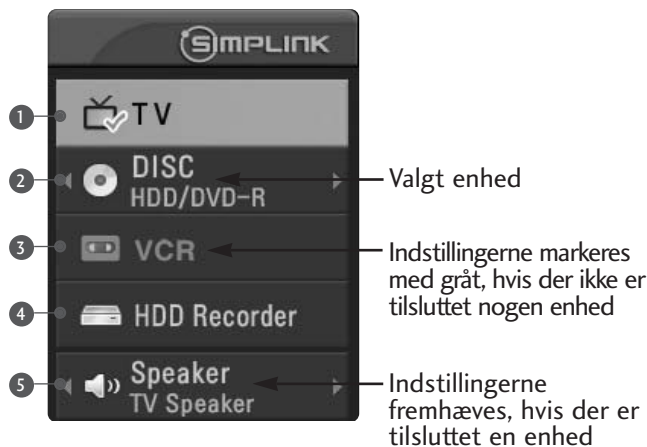 SIMPLINK
1 TV
2 DISC
HDD/DVD-R
Valgt enhed
3 VCR
Indstillingerne markeres
med gråt, hvis der ikke er
tilsluttet nogen enhed
4 HDD Recorder
5 Speaker
TV Speaker
Indstillingerne
fremhæves, hvis der er
tilsluttet en enhed